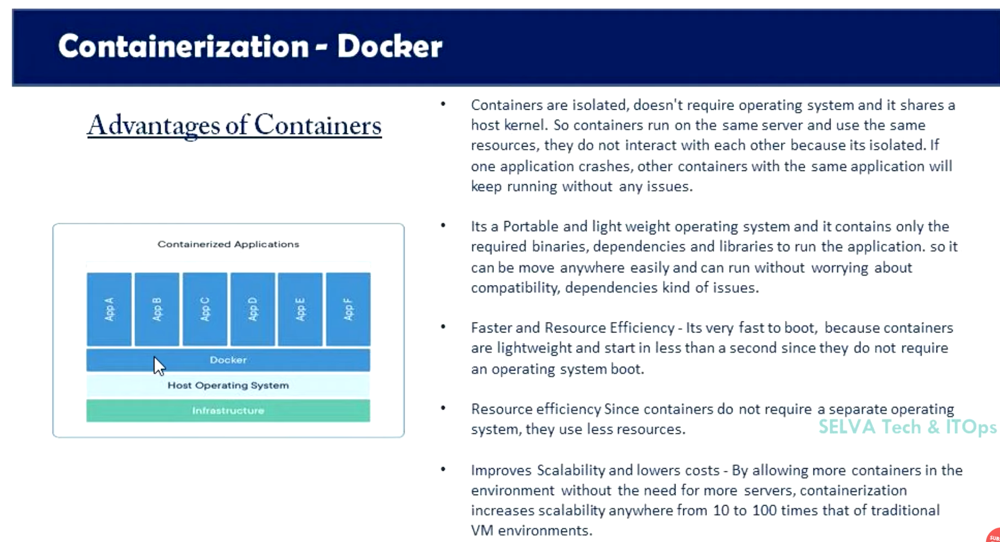 Containerization - Docker
Advantages of Containers
Containerized Applications
App A
App B
App C
App D
App E
App F
Docker
Host Operating System
Infrastructure
• Containers are isolated, doesn't require operating system and it shares a
host kernel. So containers run on the same server and use the same
resources, they do not interact with each other because its isolated. If
one application crashes, other containers with the same application will
keep running without any issues.
• Its a Portable and light weight operating system and it contains only the
required binaries, dependencies and libraries to run the application. so it
can be move anywhere easily and can run without worrying about
compatibility, dependencies kind of issues.
• Faster and Resource Efficiency - Its very fast to boot, because containers
are lightweight and start in less than a second since they do not require
an operating system boot.
• Resource efficiency Since containers do not require a separate operating
system, they use less resources.
SELVA Tech & ITOps
• Improves Scalability and lowers costs - By allowing more containers in the
environment without the need for more servers, containerization
increases scalability anywhere from 10 to 100 times that of traditional
VM environments.